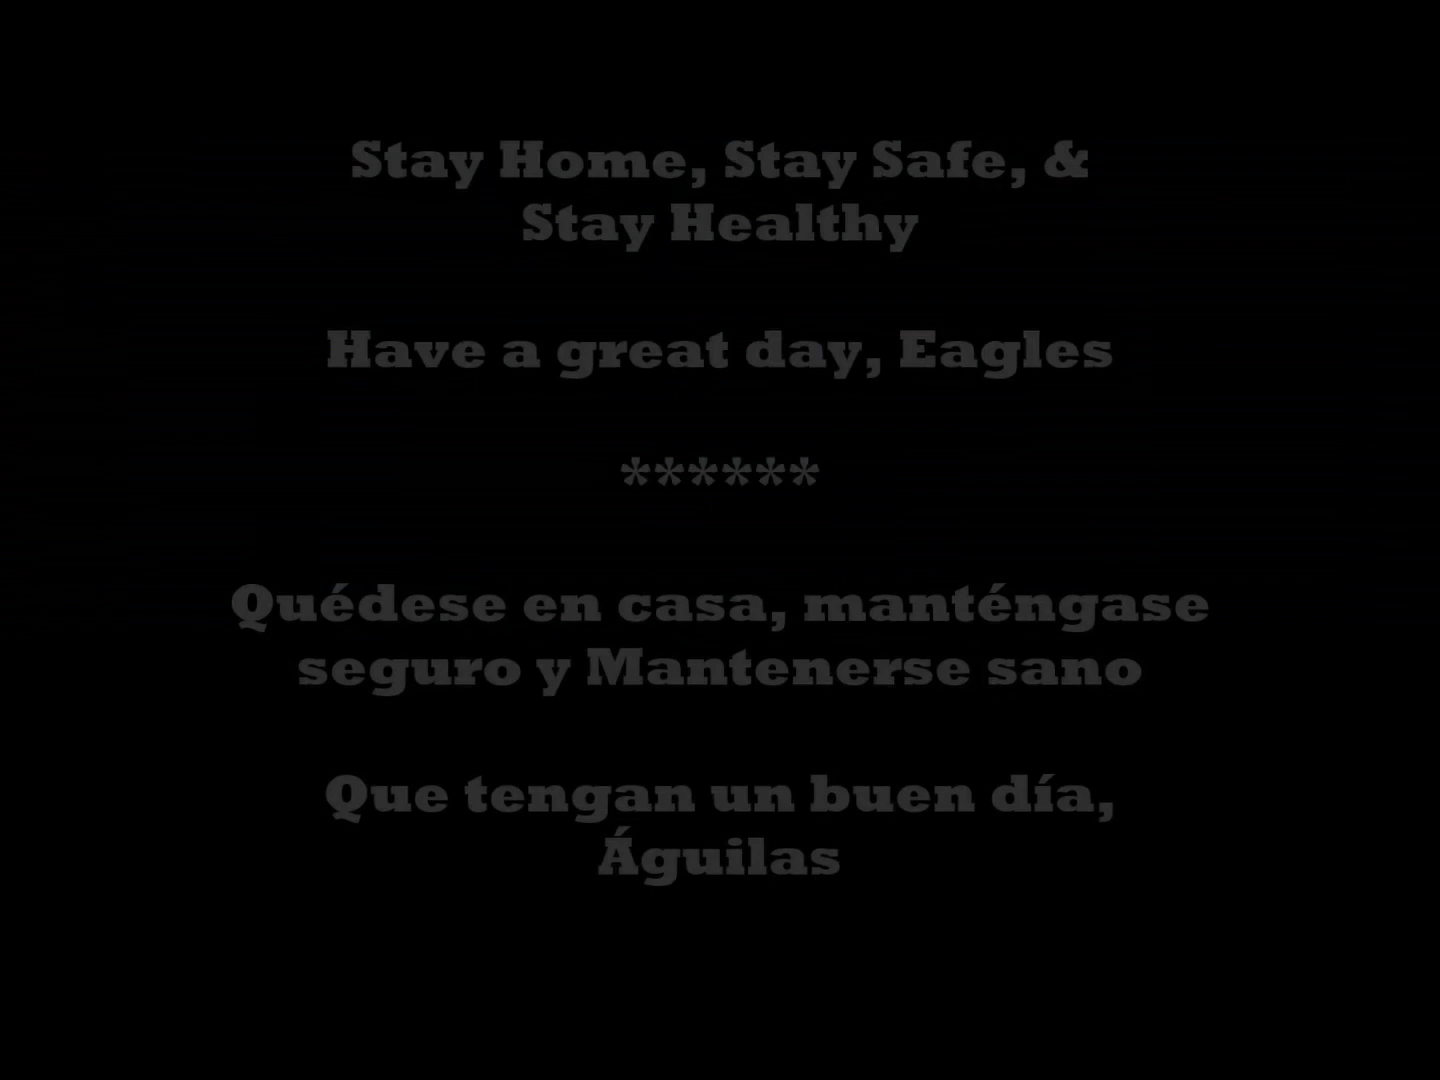 Stay Home, Stay Safe, &
Stay Healthy
Have a great day, Eagles
******
Quédese en casa, manténgase
seguro y Mantenerse sano
Que tengan un buen día,
Águilas